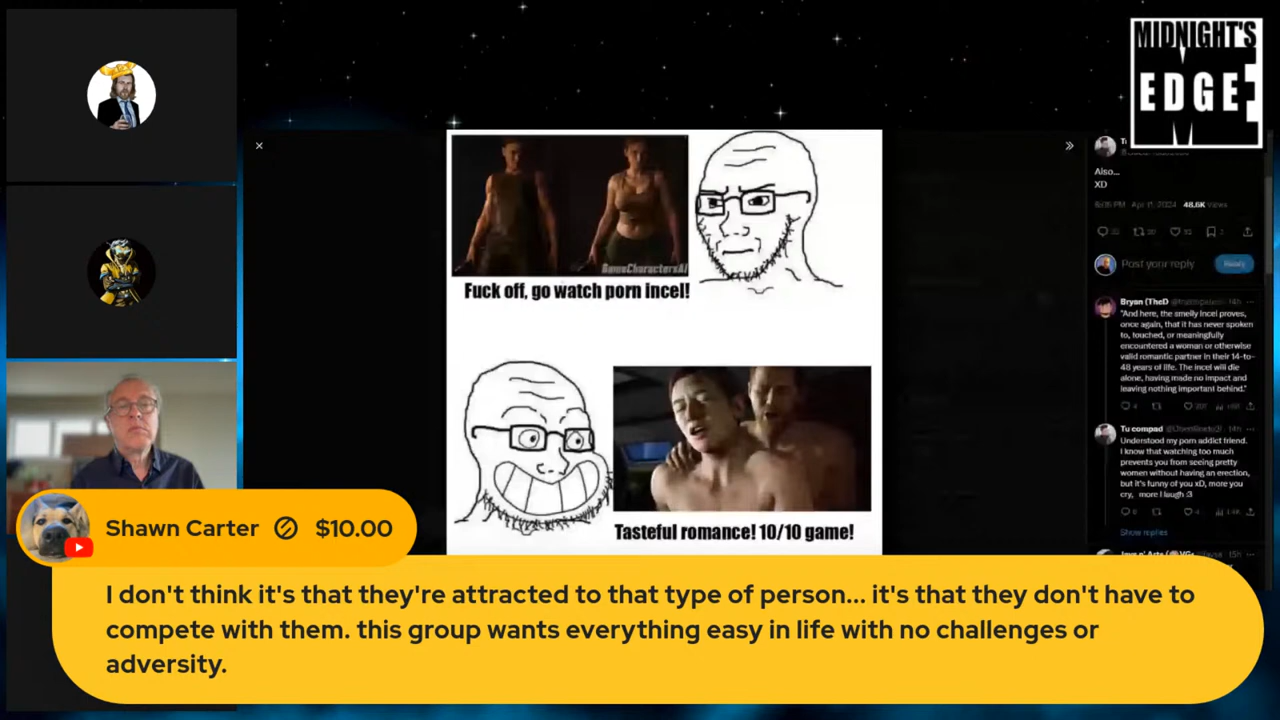 MIDNIGHT'S
EDGE
Also...
XD
Apr 11, 2024 48.6K Views
Post your reply
Reply
GameCharactersAI
Fuck off, go watch porn incel!
Bryan (TheD
14h
"And here, the smelly incel proves,
once again, that it has never spoken
to, touched, or meaningfully
encountered a woman or otherwise
valid romantic partner in their 14-to-
48 years of life. The incel will die
alone, having made no impact and
leaving nothing important behind."
Tu compad
14h
Understood my porn addict friend.
I know that watching too much
prevents you from seeing pretty
women without having an erection,
but it's funny of you xD, more you
cry, more I laugh :3
Show replies
15h
Tasteful romance! 10/10 game!
Shawn Carter $10.00
I don't think it's that they're attracted to that type of person... it's that they don't have to
compete with them. this group wants everything easy in life with no challenges or
adversity.